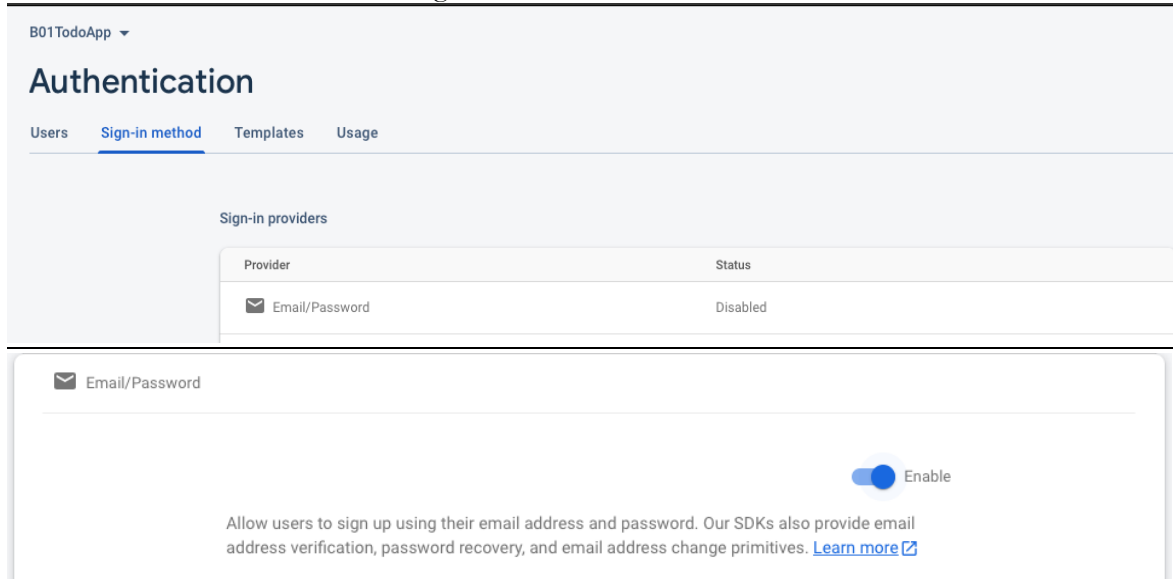 B01TodoApp
Authentication
Users Sign-in method Templates Usage
Sign-in providers
Provider Status
Email/Password Disabled
Email/Password
Enable
Allow users to sign up using their email address and password. Our SDKs also provide email
address verification, password recovery, and email address change primitives. Learn more